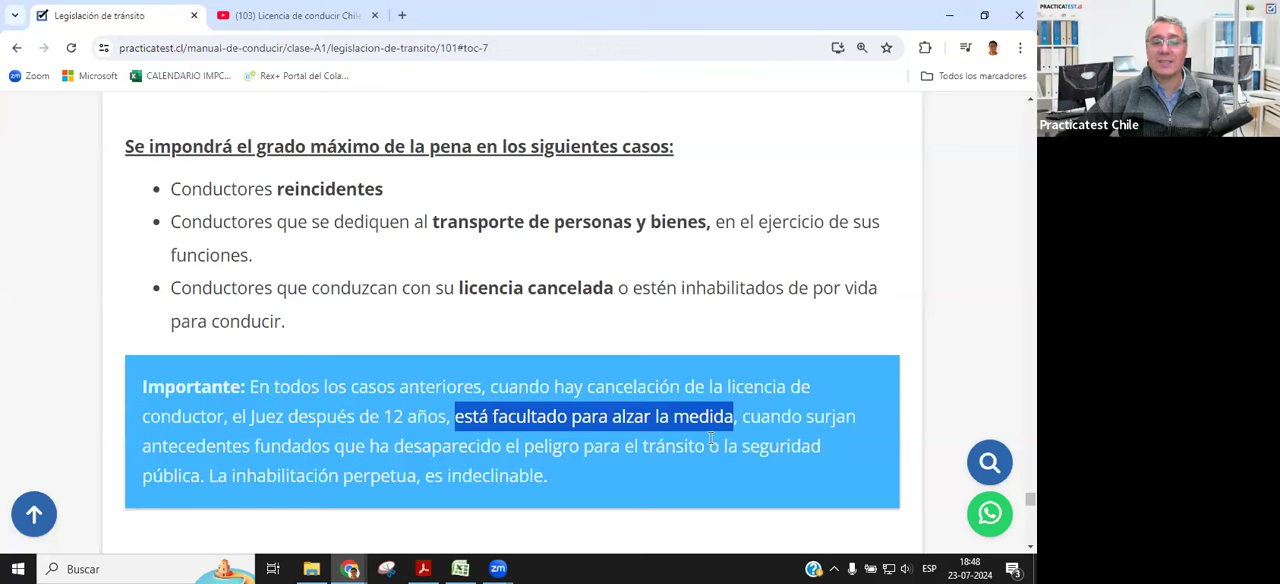 Legislación de tránsito
(103) Licencia de conducir Chile
practicatest.cl/manual-de-conducir/clase-A1/legislacion-de-transito/101#toc-7
Zoom
Microsoft
CALENDARIO IMPC...
Rex+ Portal del Cola...
Todos los marcadores
PRACTICATEST.cl
Practicatest Chile
Se impondrá el grado máximo de la pena en los siguientes casos:
• Conductores reincidentes
• Conductores que se dediquen al transporte de personas y bienes, en el ejercicio de sus
funciones.
• Conductores que conduzcan con su licencia cancelada o estén inhabilitados de por vida
para conducir.
Importante: En todos los casos anteriores, cuando hay cancelación de la licencia de
conductor, el Juez después de 12 años, está facultado para alzar la medida, cuando surjan
antecedentes fundados que ha desaparecido el peligro para el tránsito o la seguridad
pública. La inhabilitación perpetua, es indeclinable.
Buscar
zm
ESP
18:48
23-07-2024
3